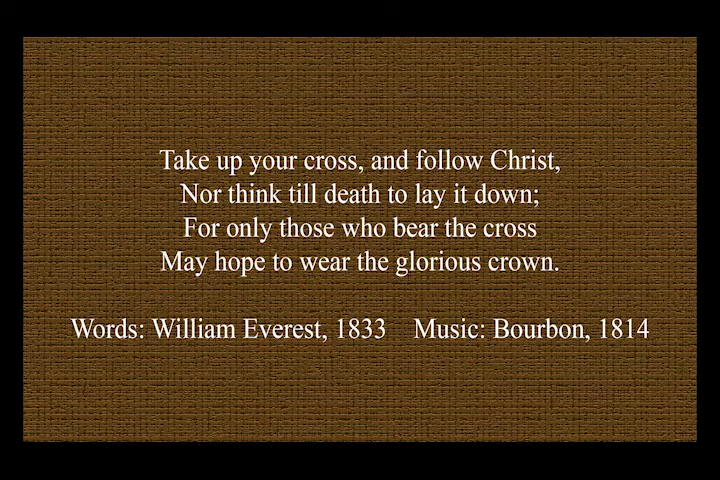 Take up your cross, and follow Christ,
Nor think till death to lay it down;
For only those who bear the cross
May hope to wear the glorious crown.
Words: William Everest, 1833 Music: Bourbon, 1814